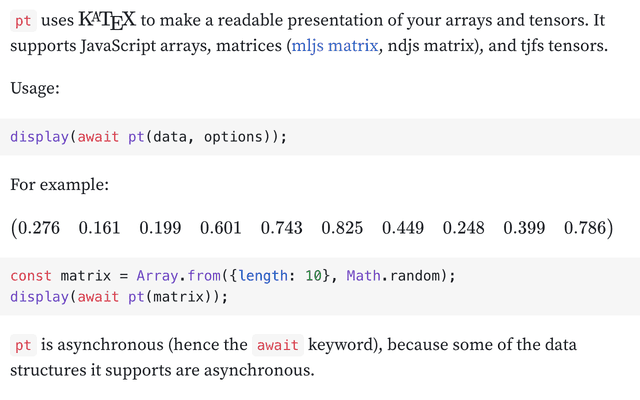 pt uses KATEX to make a readable presentation of your arrays and tensors. It
supports JavaScript arrays, matrices (mljs matrix, ndjs matrix), and tjfs tensors.
Usage:
display(await pt(data, options));
For example:
(0.276 0.161 0.199 0.601 0.743 0.825 0.449 0.248 0.399 0.786)
const matrix = Array.from({length: 10}, Math.random);
display(await pt(matrix));
pt is asynchronous (hence the await keyword), because some of the data
structures it supports are asynchronous.